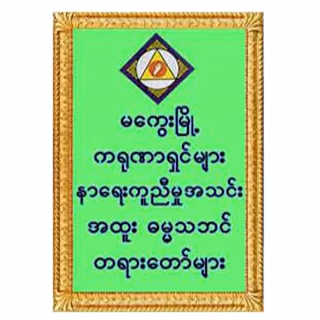 မကွေးမြို့
ကရုဏာရှင်များ
နာရေးကူညီမှုအသင်း
အထူး ဓမ္မသဘင်
တရားတော်များ